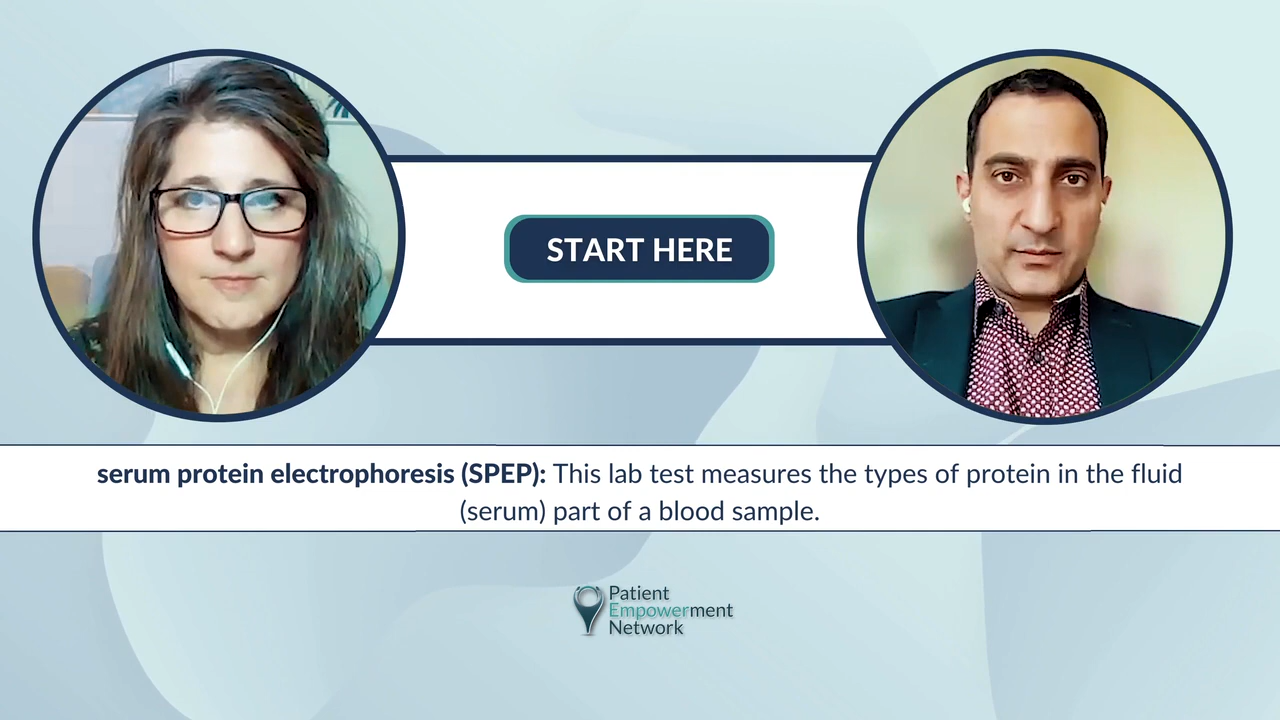 START HERE
serum protein electrophoresis (SPEP): This lab test measures the types of protein in the fluid
(serum) part of a blood sample.
Patient
Empowerment
Network